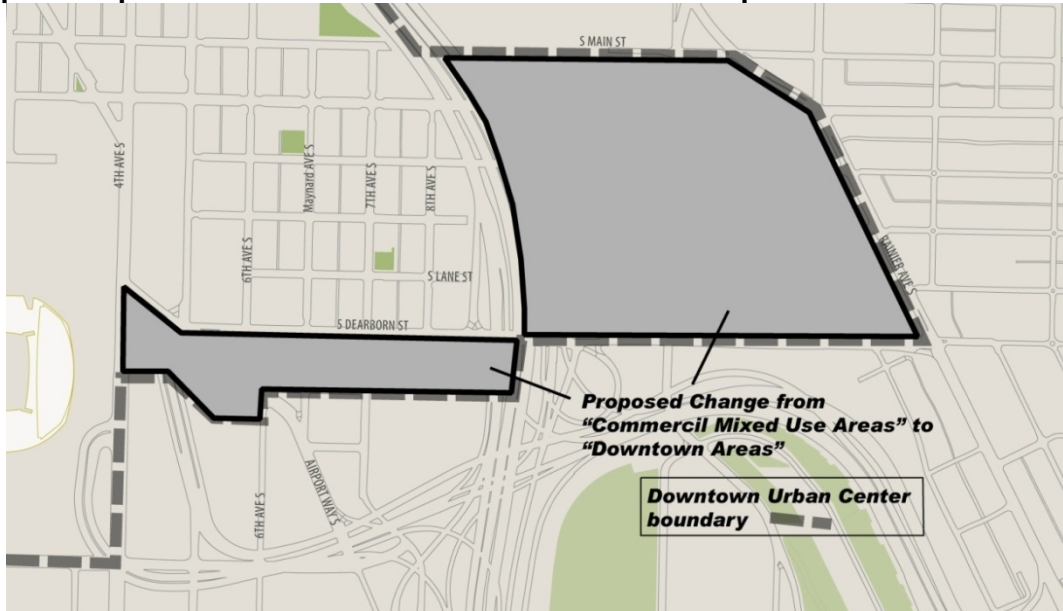 S MAIN ST
4TH AVE S
Maynard AVE S
7TH AVE S
8TH AVE S
6TH AVE S
S LANE ST
RAINIER AVE S
S DEARBORN ST
Proposed Change from
“Commercil Mixed Use Areas” to
“Downtown Areas”
AIRPORT WAY S
6TH AVE S
Downtown Urban Center
boundary